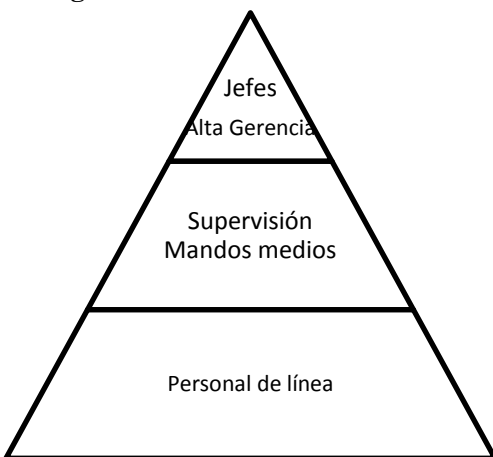 Jefes
Alta Gerencia
Supervisión
Mandos medios
Personal de línea